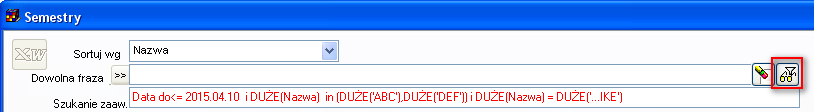 Semestry
XW
Sortuj wg Nazwa
Dowolna fraza >>
Szukanie zaaw. Data do<= 2015.04.10 i DUŻE(Nazwa) in (DUŻE('ABC'),DUŻE('DEF')) i DUŻE(Nazwa) = DUŻE('...IKE')